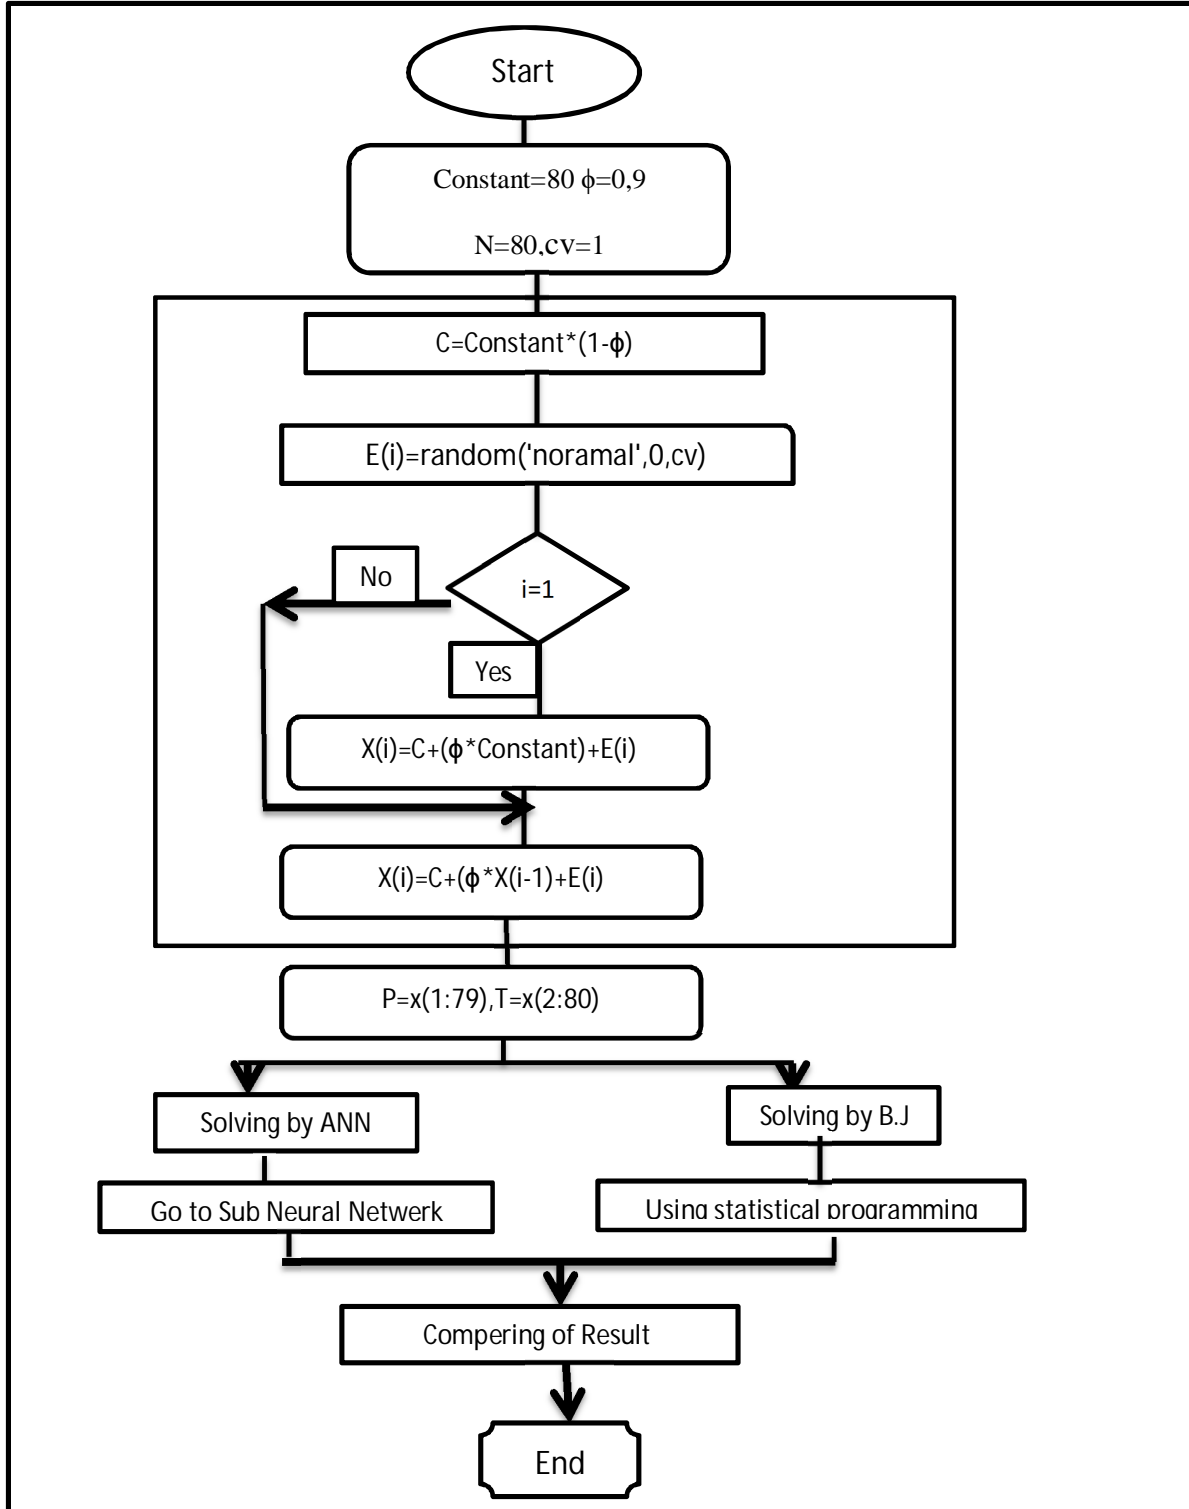 Start
Constant=80 ϕ=0,9
N=80,cv=1
C=Constant*(1-ϕ)
E(i)=random('noramal',0,cv)
No
i=1
Yes
X(i)=C+(ϕ*Constant)+E(i)
X(i)=C+(ϕ*X(i-1)+E(i)
P=x(1:79),T=x(2:80)
Solving by ANN
Solving by B.J
Go to Sub Neural Netwerk
Using statistical programming
Compering of Result
End